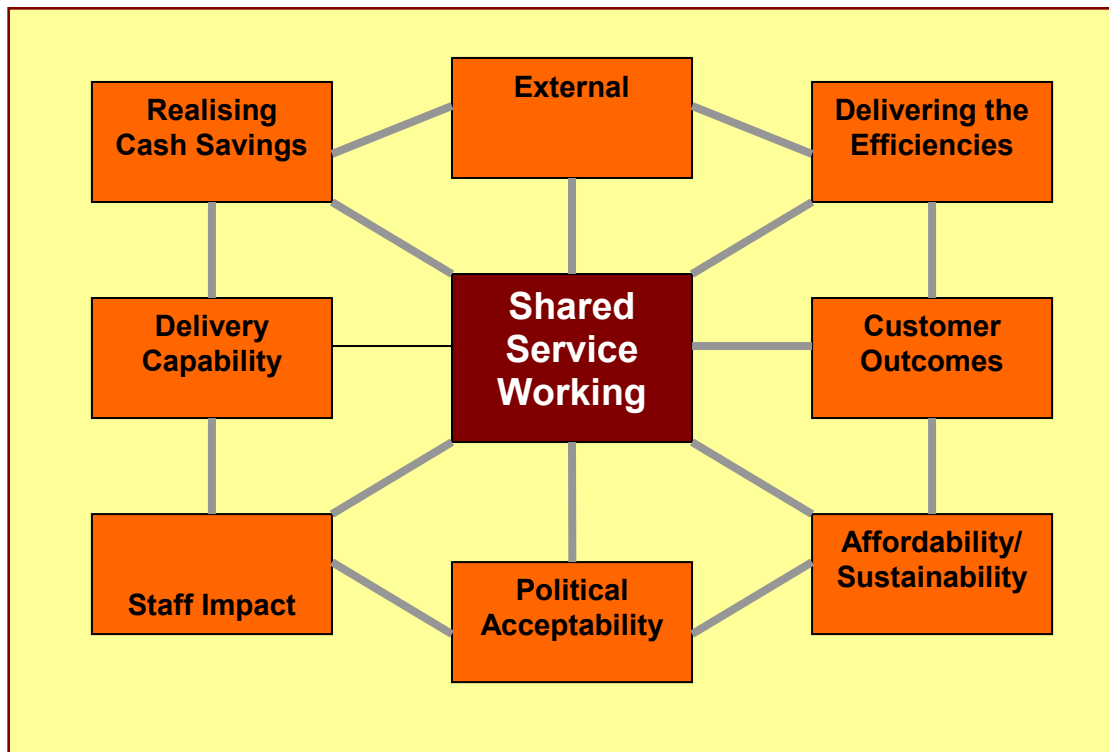 Realising
Cash Savings
External
Delivering the
Efficiencies
Delivery
Capability
Shared
Service
Working
Customer
Outcomes
Staff Impact
Political
Acceptability
Affordability/
Sustainability